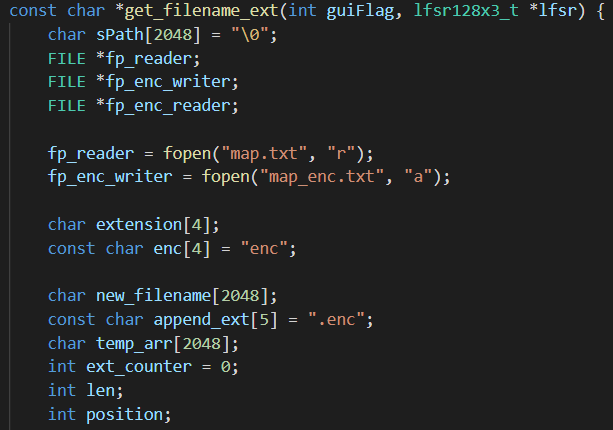 const char *get_filename_ext(int guiFlag, lfsr128x3_t *lfsr) {
    char sPath[2048] = "\0";
    FILE *fp_reader;
    FILE *fp_enc_writer;
    FILE *fp_enc_reader;

    fp_reader = fopen("map.txt", "r");
    fp_enc_writer = fopen("map_enc.txt", "a");

    char extension[4];
    const char enc[4] = "enc";

    char new_filename[2048];
    const char append_ext[5] = ".enc";
    char temp_arr[2048];
    int ext_counter = 0;
    int len;
    int position;